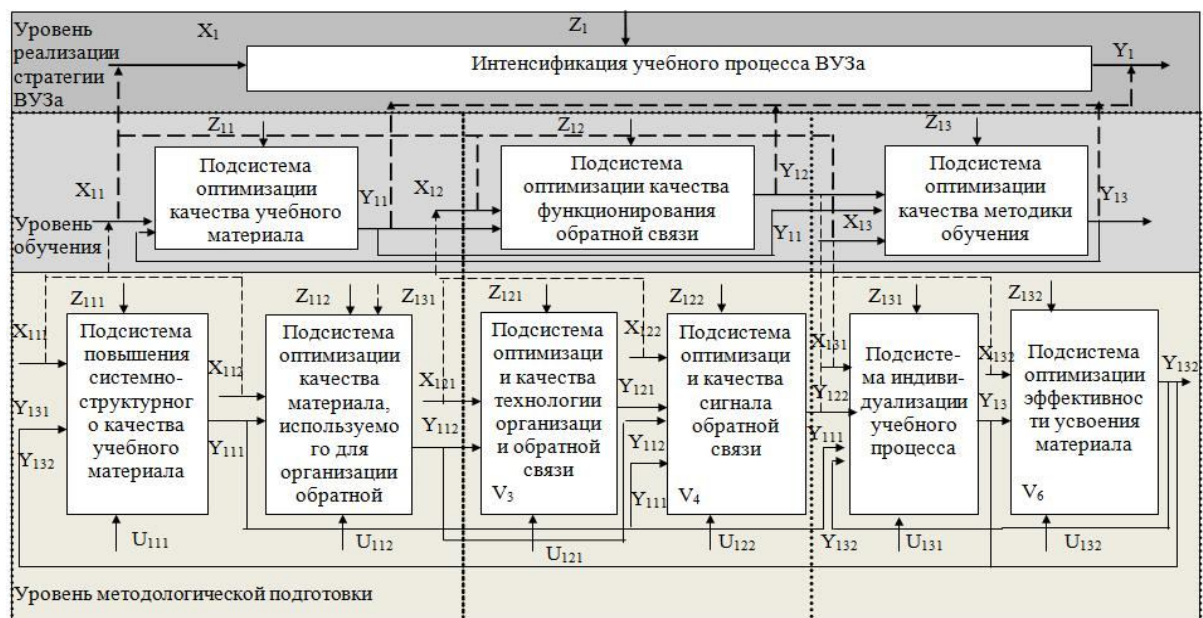 Уровень
реализации
стратегии
ВУЗа
X₁
Z₁
Интенсификация учебного процесса ВУЗа
Y₁
Уровень
обучения
X₁₁
Z₁₁
Подсистема
оптимизации
качества учебного
материала
Y₁₁
X₁₂
Z₁₂
Подсистема
оптимизации качества
функционирования
обратной связи
Y₁₂
Y₁₁
X₁₃
Z₁₃
Подсистема
оптимизации
качества методики
обучения
Y₁₃
X₁₁₁
Y₁₃₁
Y₁₃₂
Z₁₁₁
Подсистема
повышения
системно-
структурног
о качества
учебного
материала
U₁₁₁
X₁₁₂
Y₁₁₁
Z₁₁₂
Z₁₃₁
Подсистема
оптимизации
качества
материала,
используемо
го для
организации
обратной
U₁₁₂
X₁₂₁
Y₁₁₂
Z₁₂₁
Подсистема
оптимизаци
и качества
технологии
организаци
и обратной
связи
V₃
U₁₂₁
X₁₂₂
Y₁₂₁
Y₁₁₂
Y₁₁₁
Z₁₂₂
Подсистема
оптимизаци
и качества
сигнала
обратной
связи
V₄
U₁₂₂
X₁₃₁
Y₁₂₂
Y₁₁₁
Y₁₃₂
Z₁₃₁
Подсисте-
ма индиви-
дуализации
учебного
процесса
U₁₃₁
X₁₃₂
Y₁₃
Z₁₃₂
Подсистема
оптимизации
эффективнос
ти усвоения
материала
V₆
U₁₃₂
Y₁₃₂
Уровень методологической подготовки